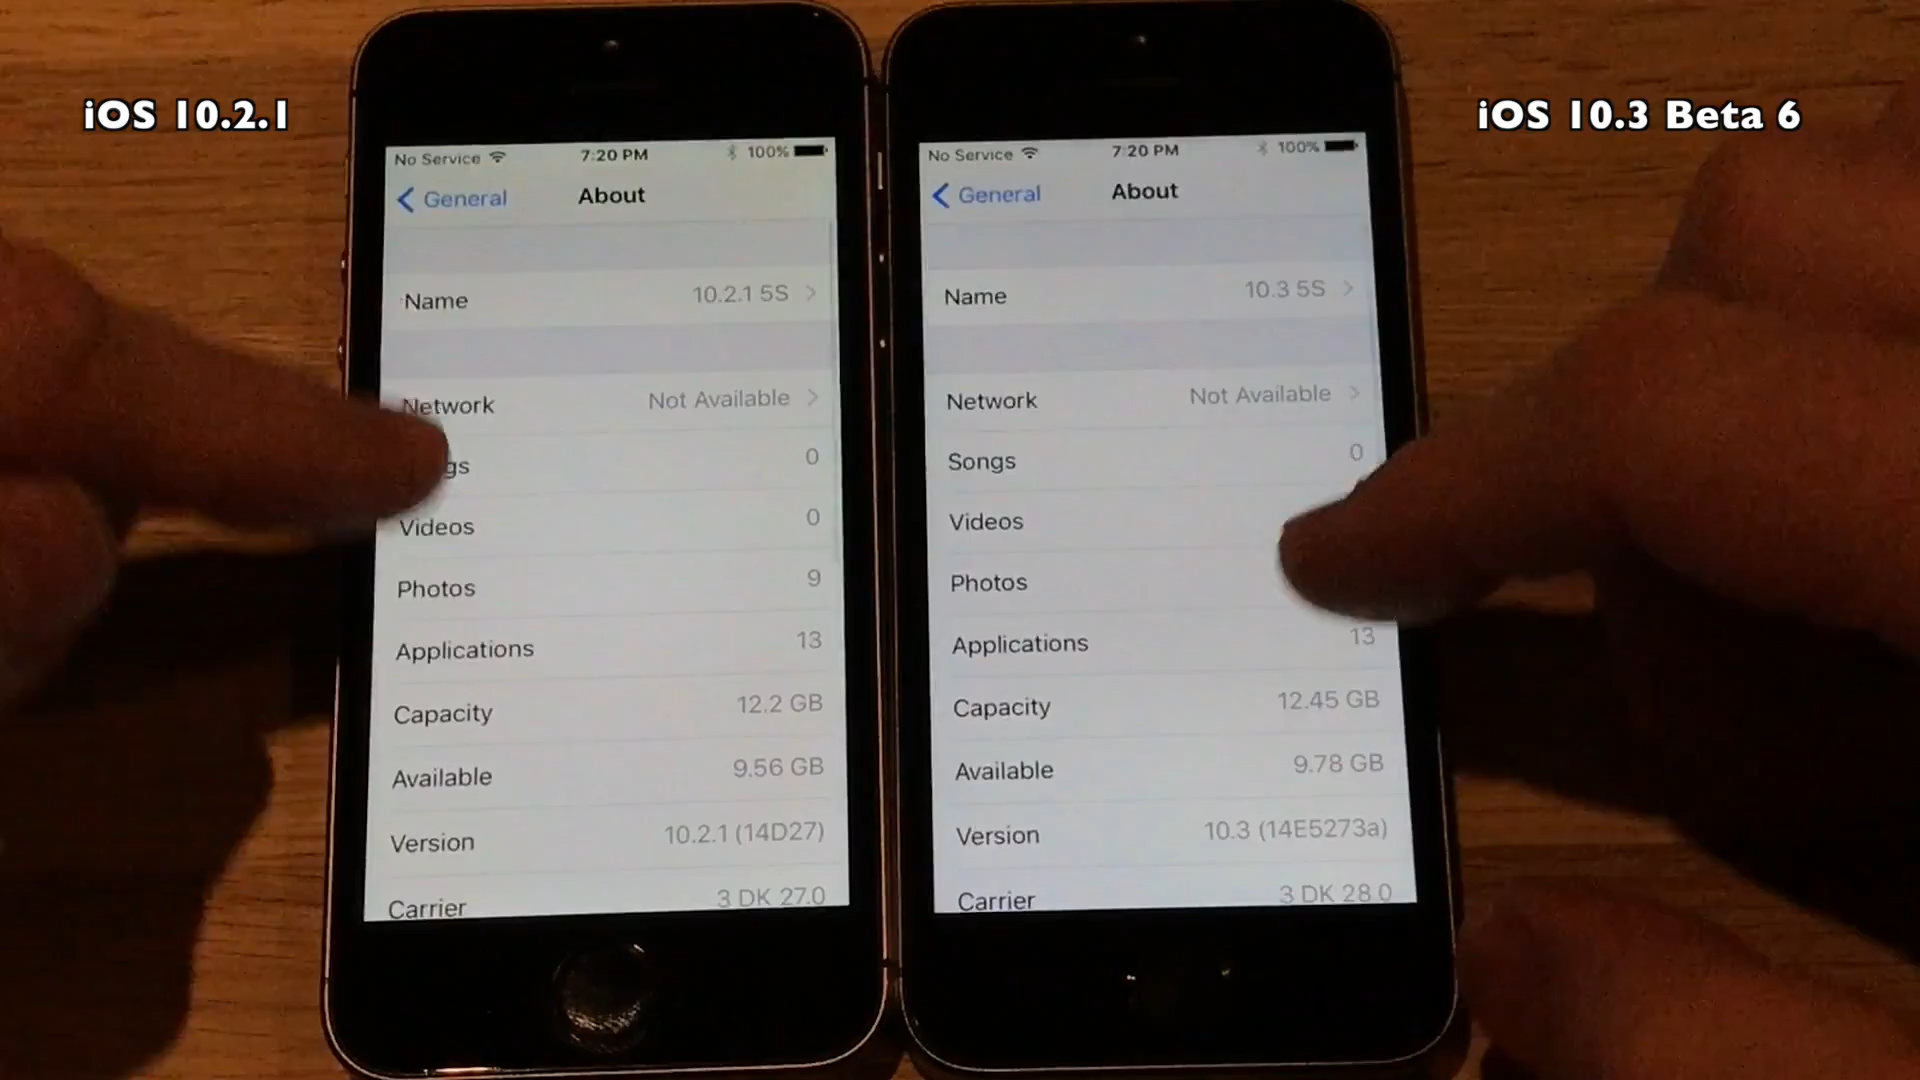 iOS 10.2.1
iOS 10.3 Beta 6
No Service 7:20 PM 100%
General About
Name 10.2.1 5S
Network Not Available
gs 0
Videos 0
Photos 9
Applications 13
Capacity 12.2 GB
Available 9.56 GB
Version 10.2.1 (14D27)
Carrier 3 DK 27.0
No Service 7:20 PM 100%
General About
Name 10.3 5S
Network Not Available
Songs 0
Videos
Photos
Applications 13
Capacity 12.45 GB
Available 9.78 GB
Version 10.3 (14E5273a)
Carrier 3 DK 28.0